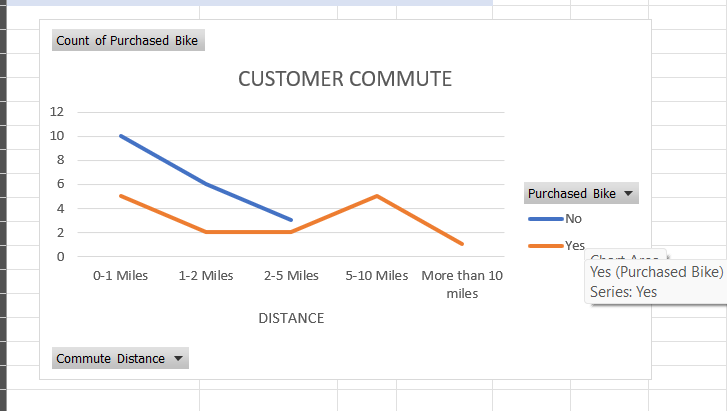 Count of Purchased Bike
CUSTOMER COMMUTE
12
10
8
6
4
2
0
0-1 Miles
1-2 Miles
2-5 Miles
5-10 Miles
More than 10
miles
DISTANCE
Purchased Bike
No
Yes
Chart Area
Yes (Purchased Bike)
Series: Yes
Commute Distance